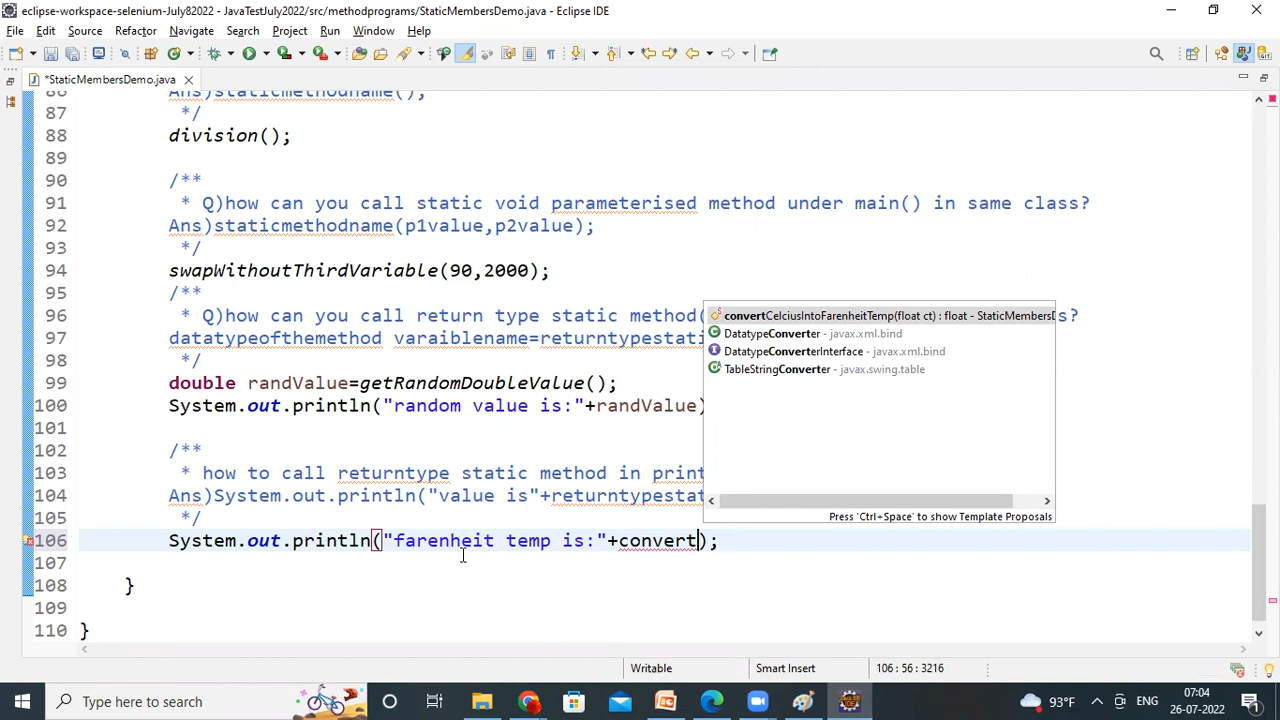 eclipse-workspace-selenium-July82022 - JavaTestJuly2022/src/methodprograms/StaticMembersDemo.java - Eclipse IDE
File Edit Source Refactor Navigate Search Project Run Window Help
*StaticMembersDemo.java
86 Ans)staticmethodname();
87 */
88 division();
89
90 /**
91 * Q)how can you call static void parameterised method under main() in same class?
92 Ans)staticmethodname(p1value,p2value);
93 */
94 swapWithoutThirdVariable(90,2000);
95 /**
96 * Q)how can you call return type static method( s?
97 datatypeofthemethod varaiblename=returntypestati
98 */
99 double randValue=getRandomDoubleValue();
100 System.out.println("random value is:"+randValue)
101
102 /**
103 * how to call returntype static method in print
104 Ans)System.out.println("value is"+returntypestat
105 */
106 System.out.println("farenheit temp is:"+convert);
107
108 }
109
110 }
convertCelciusIntoFarenheitTemp(float ct) : float - StaticMembersD
DatatypeConverter - javax.xml.bind
DatatypeConverterInterface - javax.xml.bind
TableStringConverter - javax.swing.table
Press 'Ctrl+Space' to show Template Proposals
Writable Smart Insert 106 : 56 : 3216
Type here to search 93°F ENG 07:04
26-07-2022
1